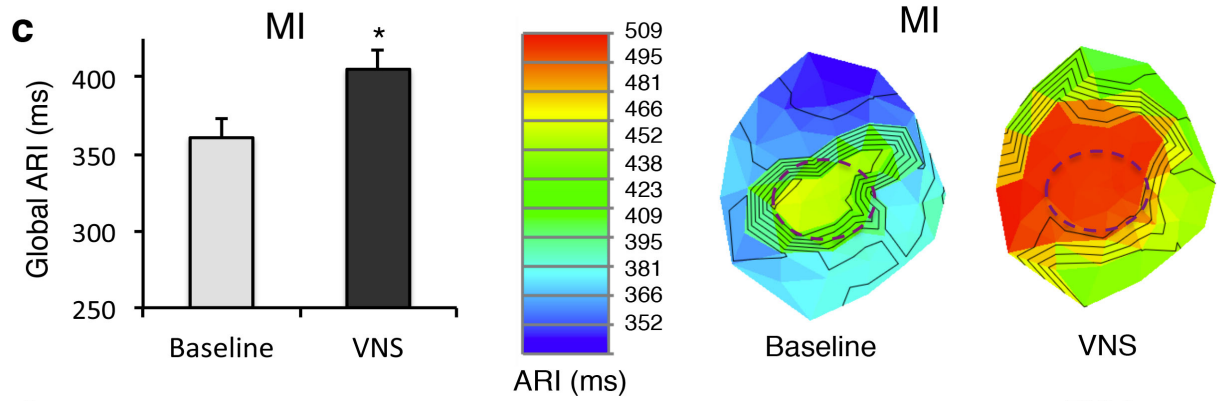 c
MI
*
Global ARI (ms)
400
350
300
250
Baseline
VNS
509
495
481
466
452
438
423
409
395
381
366
352
ARI (ms)
MI
Baseline
VNS